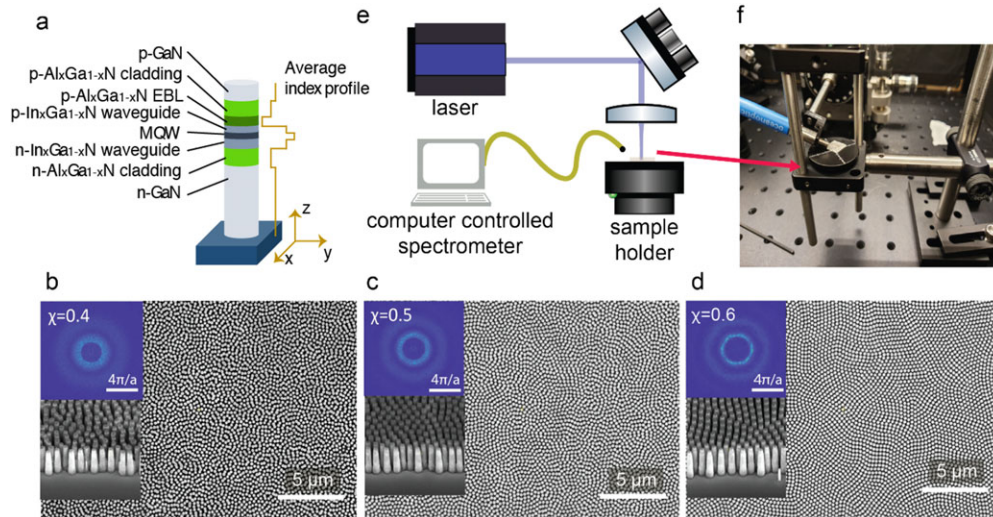 a
p-GaN
p-AlxGa1-xN cladding
p-AlxGa1-xN EBL
p-InxGa1-xN waveguide
MQW
n-InxGa1-xN waveguide
n-AlxGa1-xN cladding
n-GaN
Average
index profile
z
y
x
e
laser
computer controlled
spectrometer
sample
holder
f
b
χ=0.4
4π/a
5 µm
c
χ=0.5
4π/a
5 µm
d
χ=0.6
4π/a
5 µm